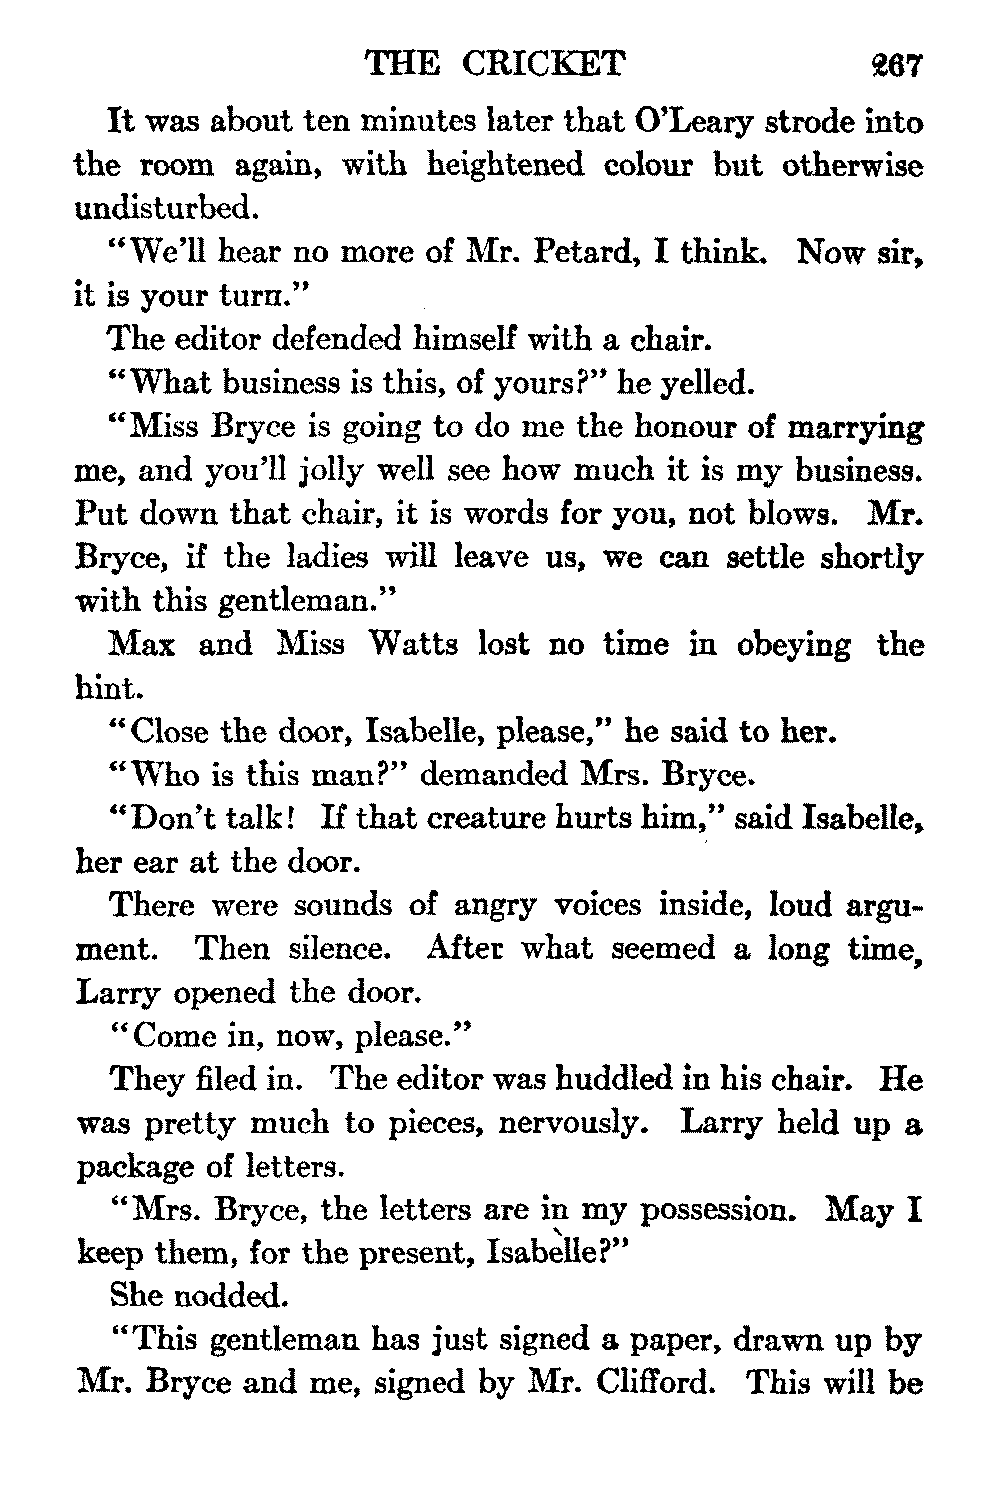 THE CRICKET 267
It was about ten minutes later that O'Leary strode into
the room again, with heightened colour but otherwise
undisturbed.
"We'll hear no more of Mr. Petard, I think. Now sir,
it is your turn."
The editor defended himself with a chair.
"What business is this, of yours?" he yelled.
"Miss Bryce is going to do me the honour of marrying
me, and you'll jolly well see how much it is my business.
Put down that chair, it is words for you, not blows. Mr.
Bryce, if the ladies will leave us, we can settle shortly
with this gentleman."
Max and Miss Watts lost no time in obeying the
hint.
"Close the door, Isabelle, please," he said to her.
"Who is this man?" demanded Mrs. Bryce.
"Don't talk! If that creature hurts him," said Isabelle,
her ear at the door.
There were sounds of angry voices inside, loud argu-
ment. Then silence. After what seemed a long time,
Larry opened the door.
"Come in, now, please."
They filed in. The editor was huddled in his chair. He
was pretty much to pieces, nervously. Larry held up a
package of letters.
"Mrs. Bryce, the letters are in my possession. May I
keep them, for the present, Isabelle?"
She nodded.
"This gentleman has just signed a paper, drawn up by
Mr. Bryce and me, signed by Mr. Clifford. This will be